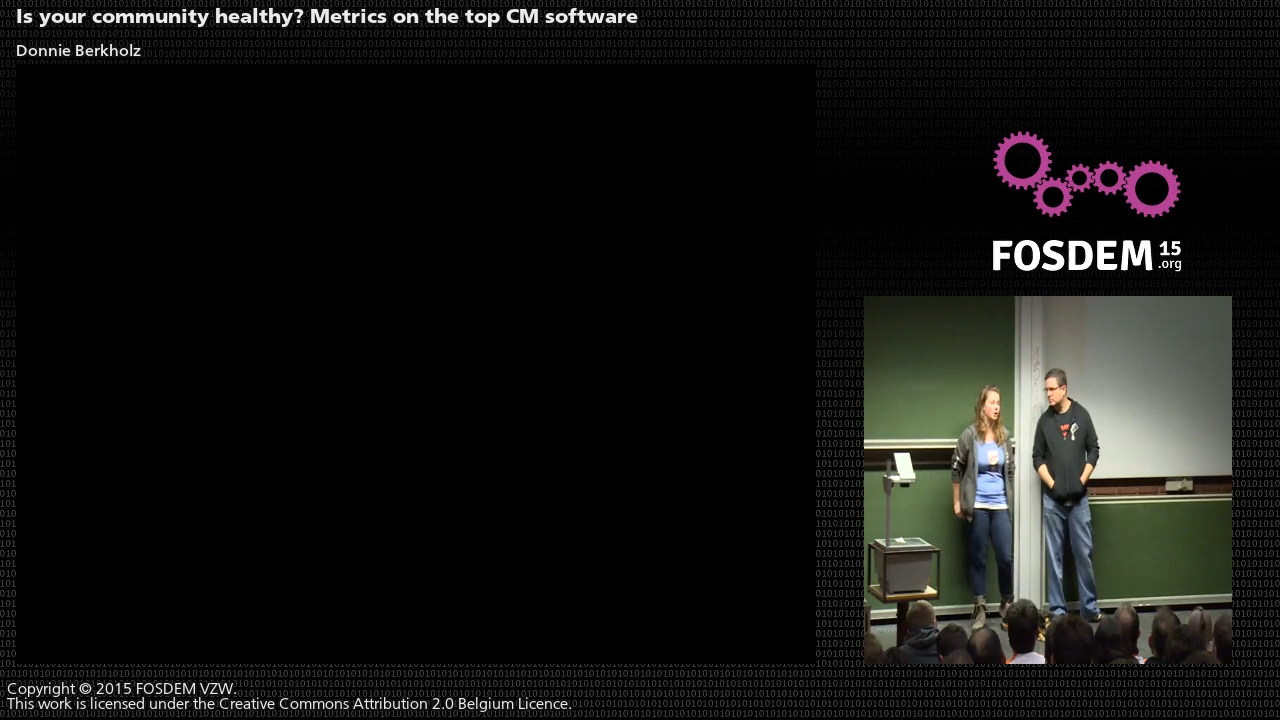 Is your community healthy? Metrics on the top CM software
Donnie Berkholz
FOSDEM 15
.org
Copyright © 2015 FOSDEM VZW.
This work is licensed under the Creative Commons Attribution 2.0 Belgium Licence.